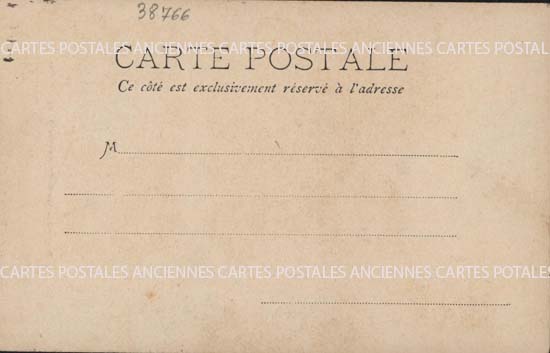 38766
CARTES POSTALES ANCIENNES CARTES POSTALES ANCIENNES CARTES POSTALES
CARTE POSTALE
Ce côté est exclusivement réservé à l'adresse
M
CARTES POSTALES ANCIENNES CARTES POSTALES ANCIENNES CARTES POTALES